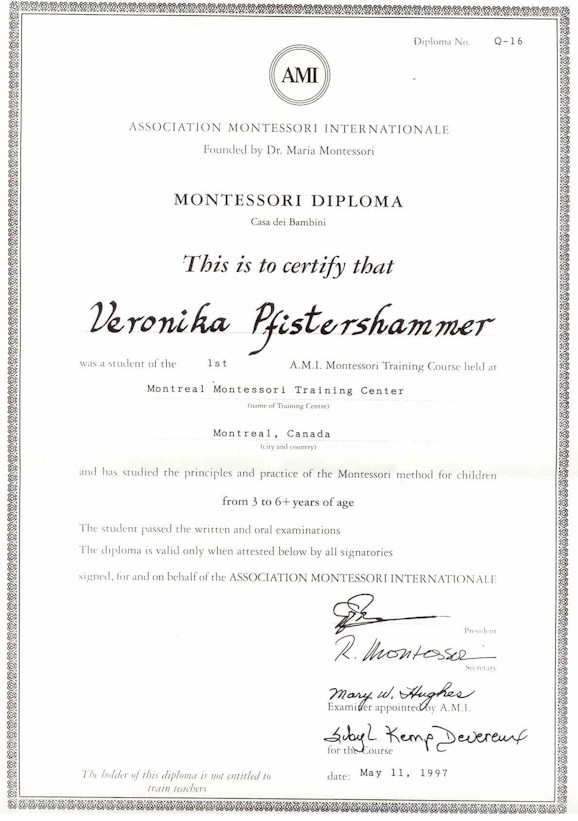 Diploma No. Q-16
AMI
ASSOCIATION MONTESSORI INTERNATIONALE
Founded by Dr. Maria Montessori
MONTESSORI DIPLOMA
Casa dei Bambini
This is to certify that
Veronika Pfistershammer
was a student of the 1st A.M.I. Montessori Training Course held at
Montreal Montessori Training Center
(name of Training Centre)
Montreal, Canada
(city and country)
and has studied the principles and practice of the Montessori method for children
from 3 to 6+ years of age
The student passed the written and oral examinations
The diploma is valid only when attested below by all signatories
signed, for and on behalf of the ASSOCIATION MONTESSORI INTERNATIONALE
President
R. Montessori
Secretary
Mary W. Hughes
Examiner appointed by A.M.I.
Sibyl Kemp Devereux
for the Course
date: May 11, 1997
The holder of this diploma is not entitled to
train teachers